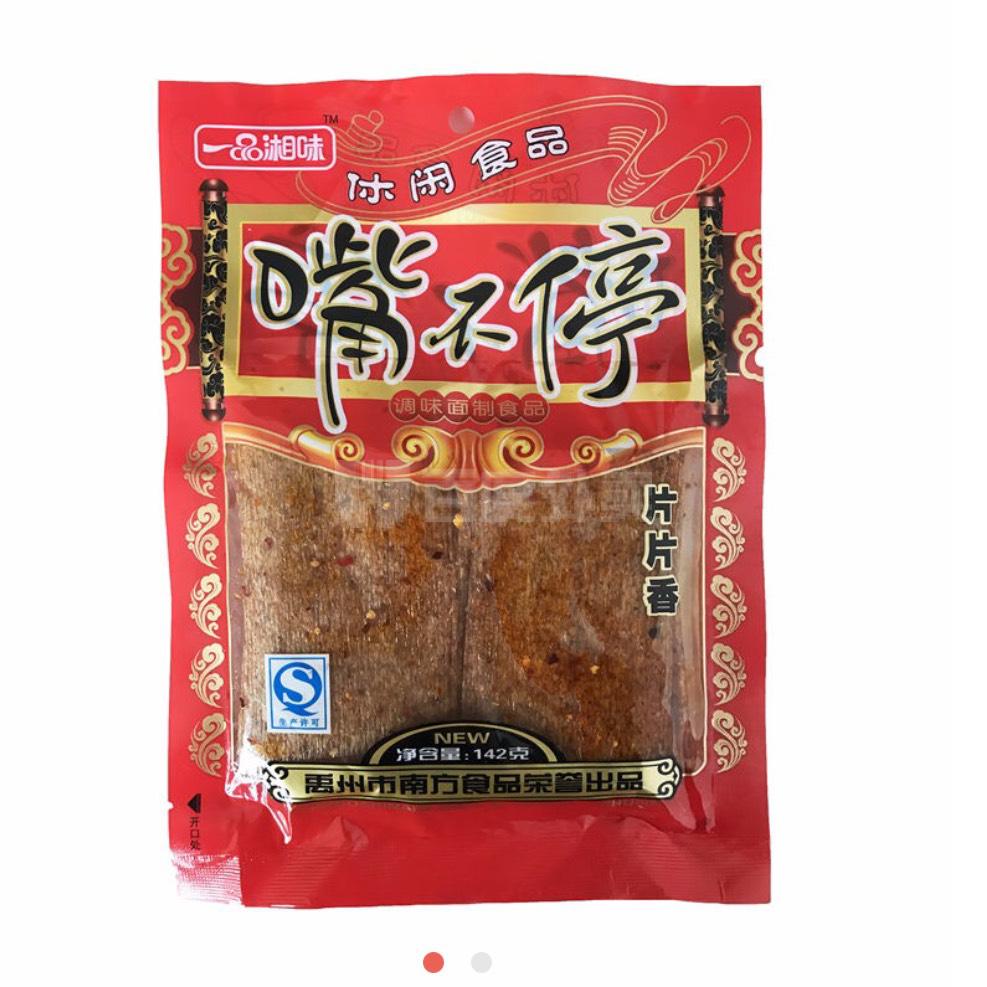 一品湘味
TM
休闲食品
嘴不停
调味面制食品
片片香
生产许可
NEW
净含量:142克
禹州市南方食品荣誉出品
开口处